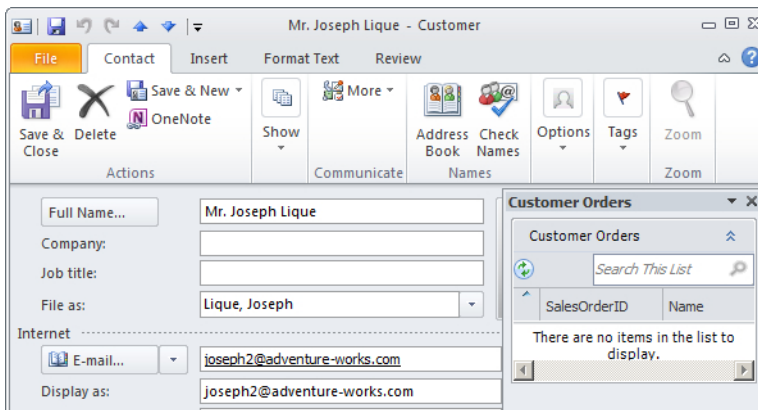 Mr. Joseph Lique - Customer
File Contact Insert Format Text Review
Save & Close
Delete
Save & New
OneNote
Show
More
Address Book
Check Names
Options
Tags
Zoom
Actions Communicate Names Zoom
Full Name... Mr. Joseph Lique
Company:
Job title:
File as: Lique, Joseph
Internet
E-mail... joseph2@adventure-works.com
Display as: joseph2@adventure-works.com
Customer Orders
Customer Orders
Search This List
SalesOrderID Name
There are no items in the list to
display.